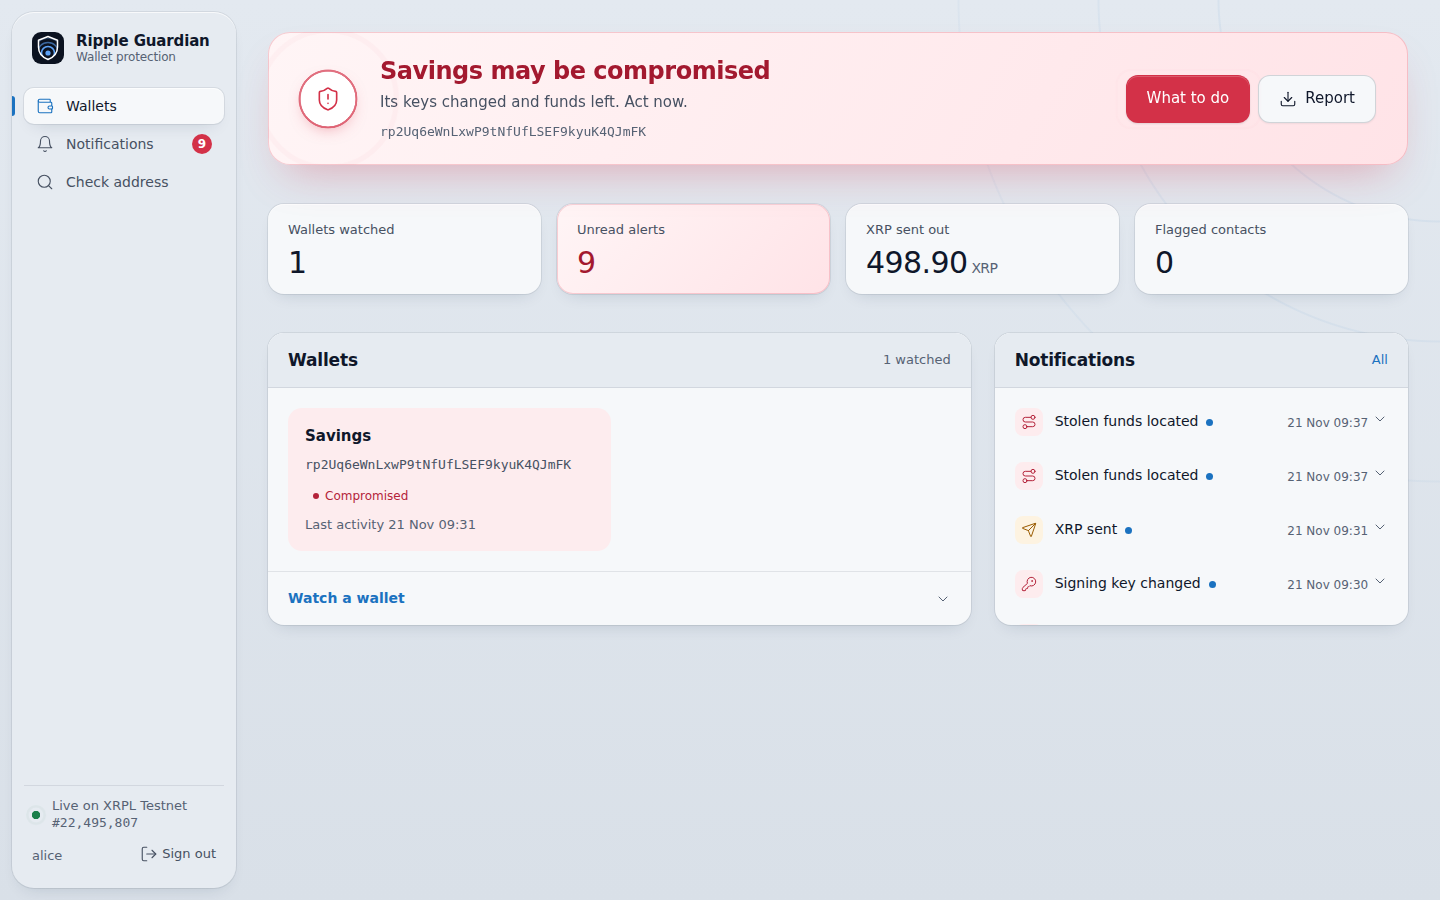 Ripple Guardian
Wallet protection
Wallets
Notifications 9
Check address
Live on XRPL Testnet
#22,495,807
alice
Sign out
Savings may be compromised
Its keys changed and funds left. Act now.
rp2Uq6eWnLxwP9tNfUfLSEF9kyuK4QJmFK
What to do
Report
Wallets watched
1
Unread alerts
9
XRP sent out
498.90 XRP
Flagged contacts
0
Wallets
1 watched
Savings
rp2Uq6eWnLxwP9tNfUfLSEF9kyuK4QJmFK
Compromised
Last activity 21 Nov 09:31
Watch a wallet
Notifications
All
Stolen funds located 21 Nov 09:37
Stolen funds located 21 Nov 09:37
XRP sent 21 Nov 09:31
Signing key changed 21 Nov 09:30